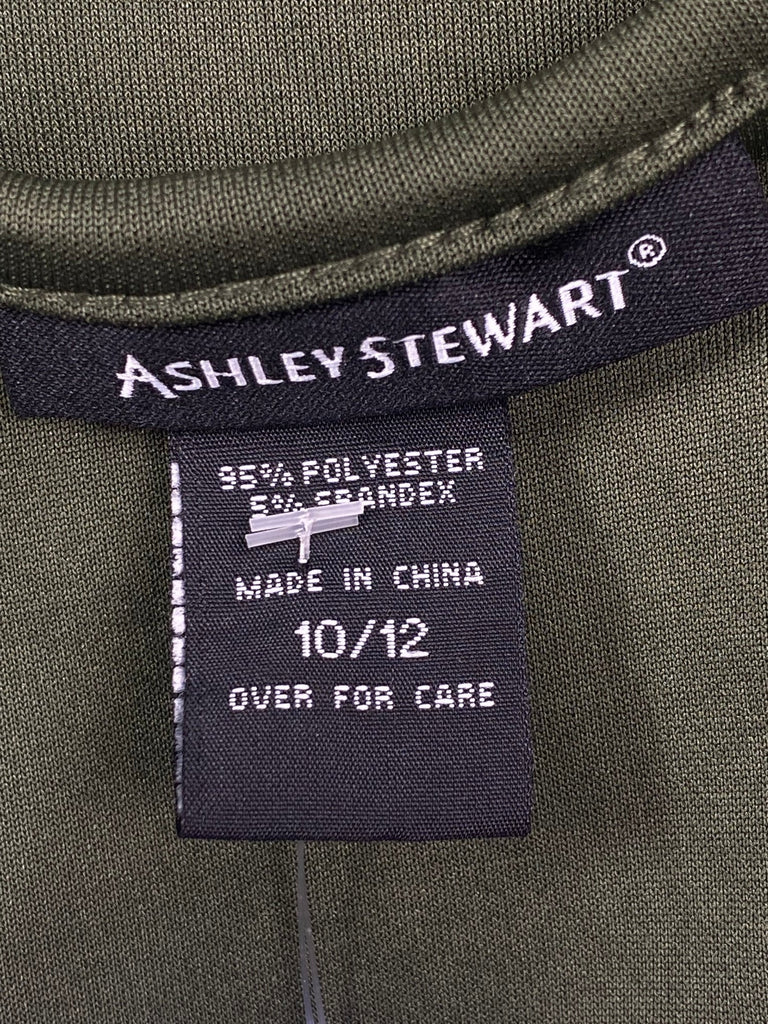 ASHLEY STEWART®
95% POLYESTER
5% SPANDEX
MADE IN CHINA
10/12
OVER FOR CARE